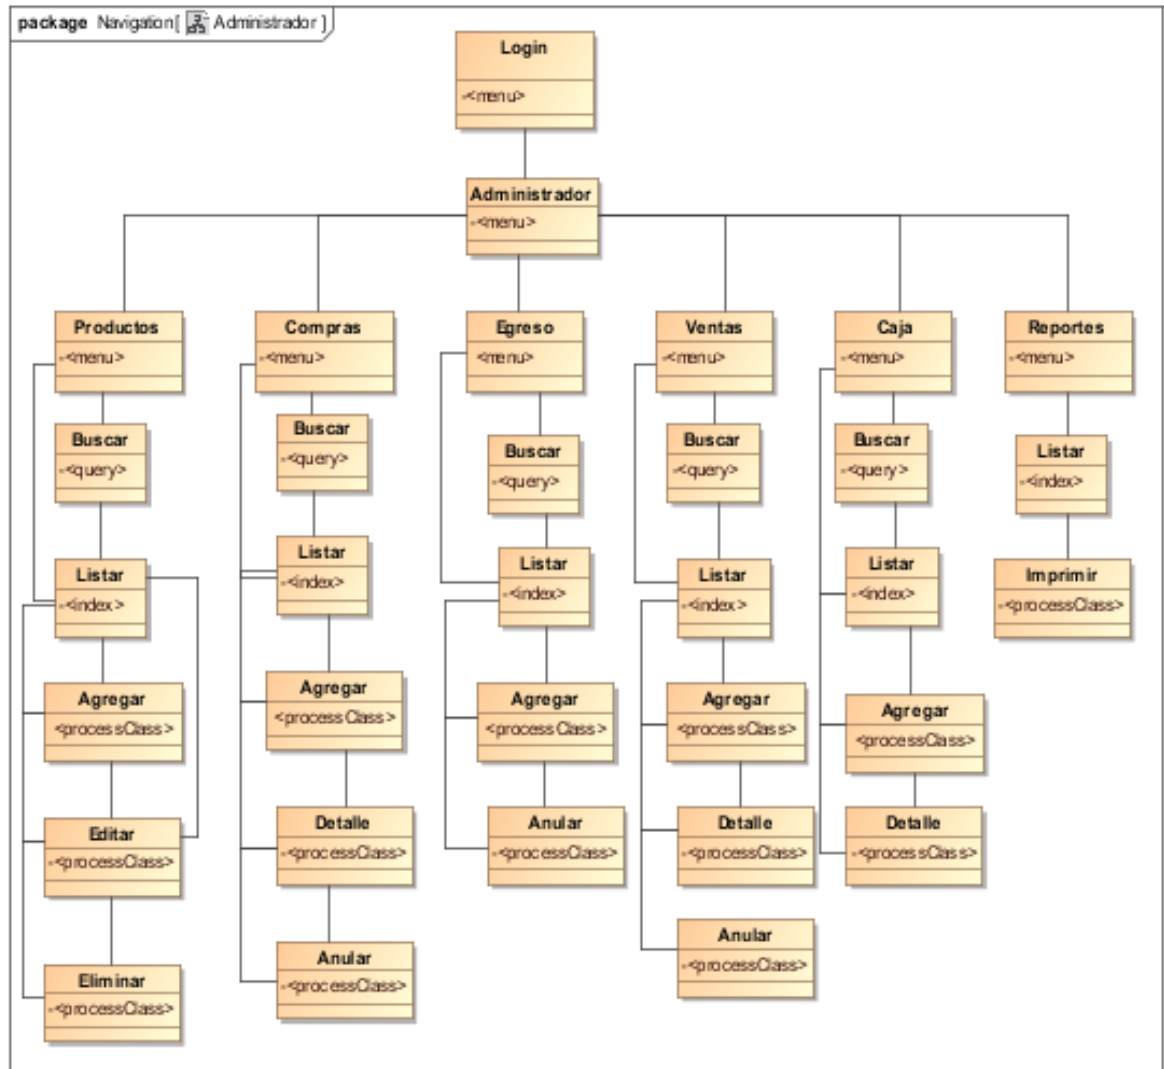 package Navigation[ Administrador ]
Login
-<menu>
Administrador
-<menu>
Productos
-<menu>
Buscar
-<query>
Listar
-<index>
Agregar
<processClass>
Editar
-<processClass>
Eliminar
-<processClass>
Compras
-<menu>
Buscar
-<query>
Listar
-<index>
Agregar
<processClass>
Detalle
-<processClass>
Anular
-<processClass>
Egreso
<menu>
Buscar
-<query>
Listar
-<index>
Agregar
<processClass>
Anular
-<processClass>
Ventas
-<menu>
Buscar
-<query>
Listar
-<index>
Agregar
-<processClass>
Detalle
-<processClass>
Anular
-<processClass>
Caja
-<menu>
Buscar
-<query>
Listar
-<index>
Agregar
<processClass>
Detalle
-<processClass>
Reportes
-<menu>
Listar
-<index>
Imprimir
-<processClass>